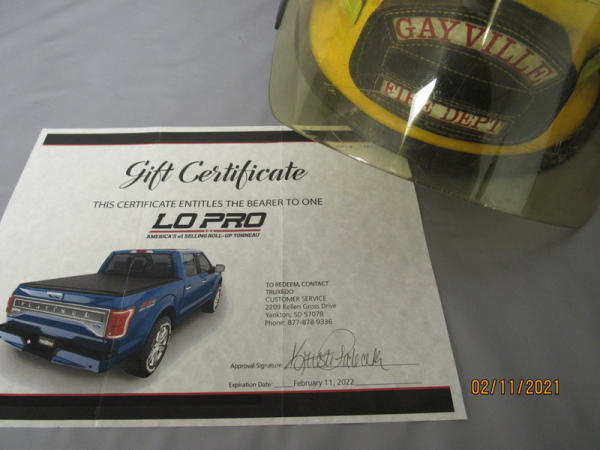 GAYVILLE
FIRE DEPT
Gift Certificate
THIS CERTIFICATE ENTITLES THE BEARER TO ONE
LO PRO
AMERICA'S #1 SELLING ROLL-UP TONNEAU
PLATINUM
TO REDEEM, CONTACT
TRUXEDO
CUSTOMER SERVICE
2209 Kellen Gross Drive
Yankton, SD 57078
Phone: 877-878-9336
Approval Signature:
Expiration Date: February 11, 2022
02/11/2021